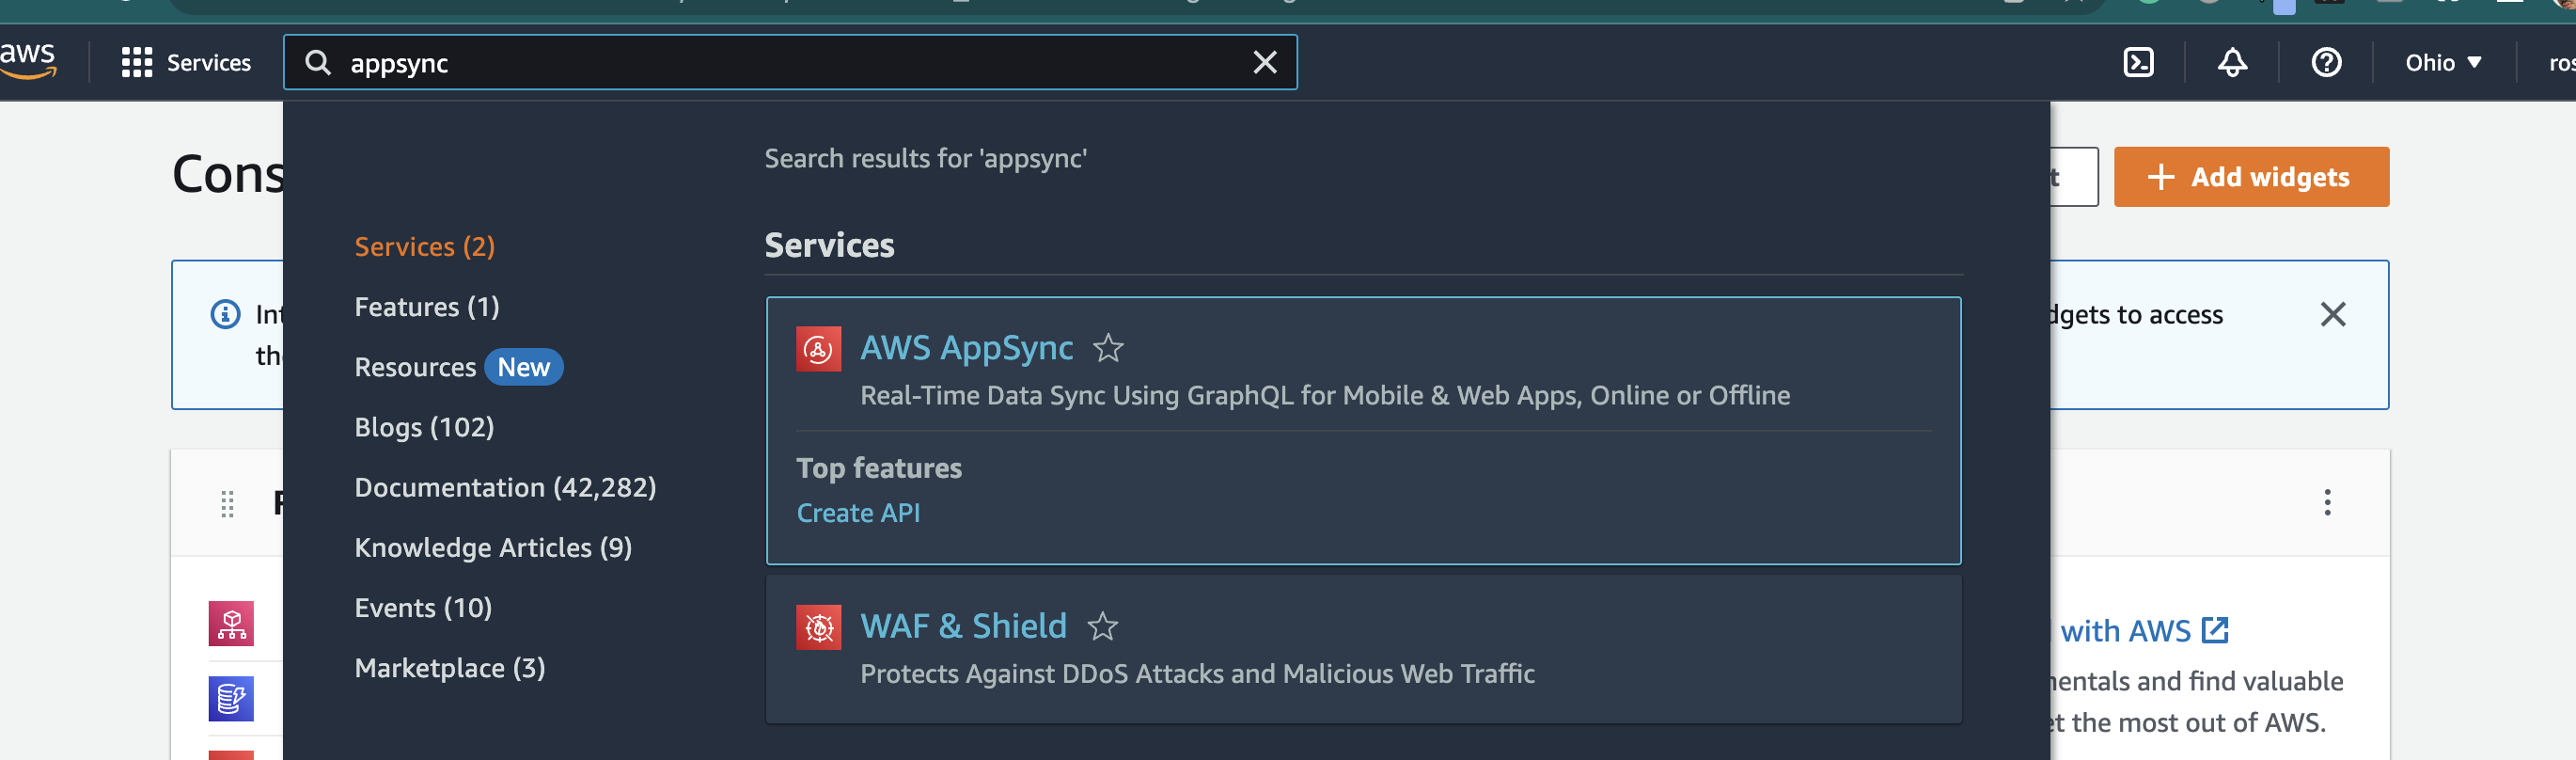 aws
Services
appsync
Ohio
ros
Cons
Search results for 'appsync'
t
Add widgets
Services (2)
Features (1)
Resources New
Blogs (102)
Documentation (42,282)
Knowledge Articles (9)
Events (10)
Marketplace (3)
Services
AWS AppSync
Real-Time Data Sync Using GraphQL for Mobile & Web Apps, Online or Offline
Top features
Create API
WAF & Shield
Protects Against DDoS Attacks and Malicious Web Traffic
Int
the
dgets to access
with AWS
entals and find valuable
et the most out of AWS.